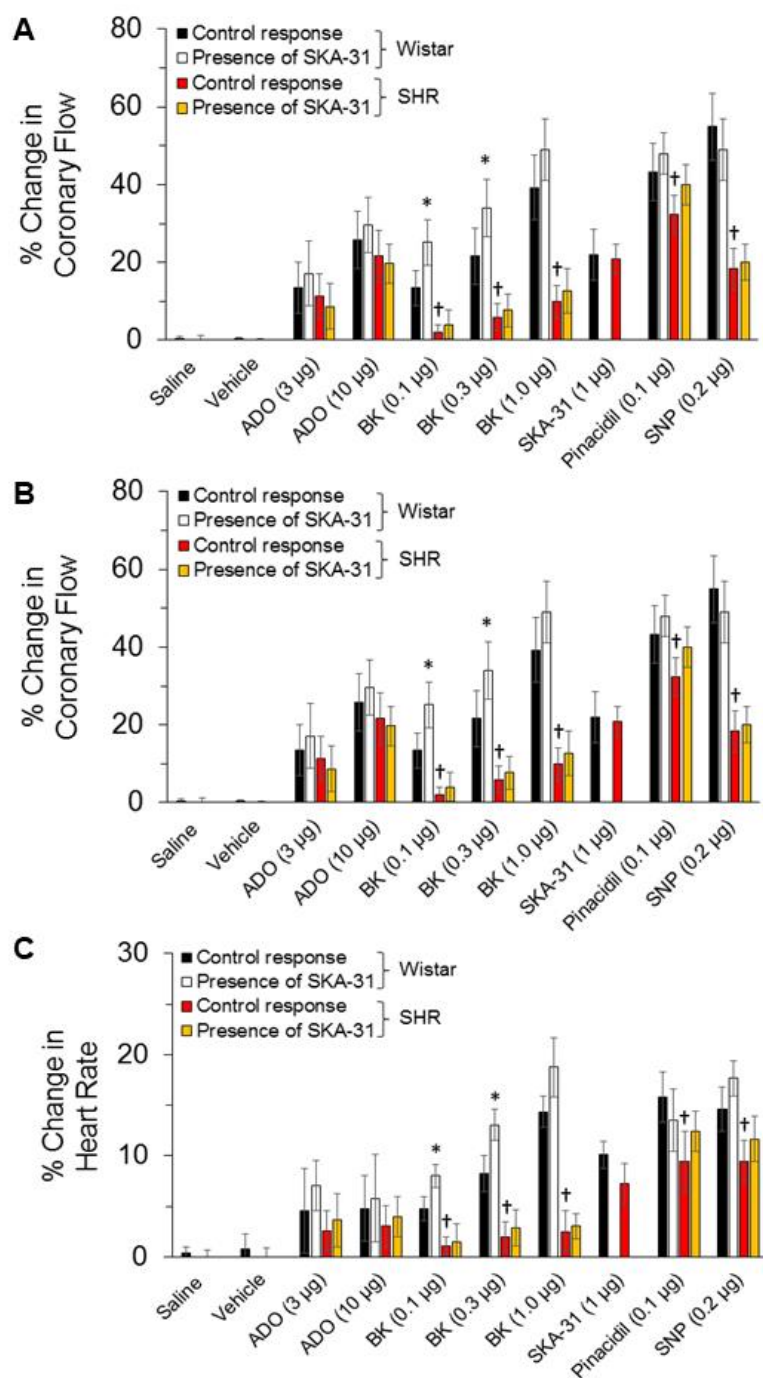 A
% Change in
Coronary Flow
80
60
40
20
0
Control response
Presence of SKA-31
Wistar
Control response
Presence of SKA-31
SHR
*
*
†
†
†
†
†
Saline
Vehicle
ADO (3 µg)
ADO (10 µg)
BK (0.1 µg)
BK (0.3 µg)
BK (1.0 µg)
SKA-31 (1 µg)
Pinacidil (0.1 µg)
SNP (0.2 µg)
B
% Change in
Coronary Flow
80
60
40
20
0
Control response
Presence of SKA-31
Wistar
Control response
Presence of SKA-31
SHR
*
*
†
†
†
†
†
Saline
Vehicle
ADO (3 µg)
ADO (10 µg)
BK (0.1 µg)
BK (0.3 µg)
BK (1.0 µg)
SKA-31 (1 µg)
Pinacidil (0.1 µg)
SNP (0.2 µg)
C
% Change in
Heart Rate
30
20
10
0
Control response
Presence of SKA-31
Wistar
Control response
Presence of SKA-31
SHR
*
*
†
†
†
†
†
Saline
Vehicle
ADO (3 µg)
ADO (10 µg)
BK (0.1 µg)
BK (0.3 µg)
BK (1.0 µg)
SKA-31 (1 µg)
Pinacidil (0.1 µg)
SNP (0.2 µg)